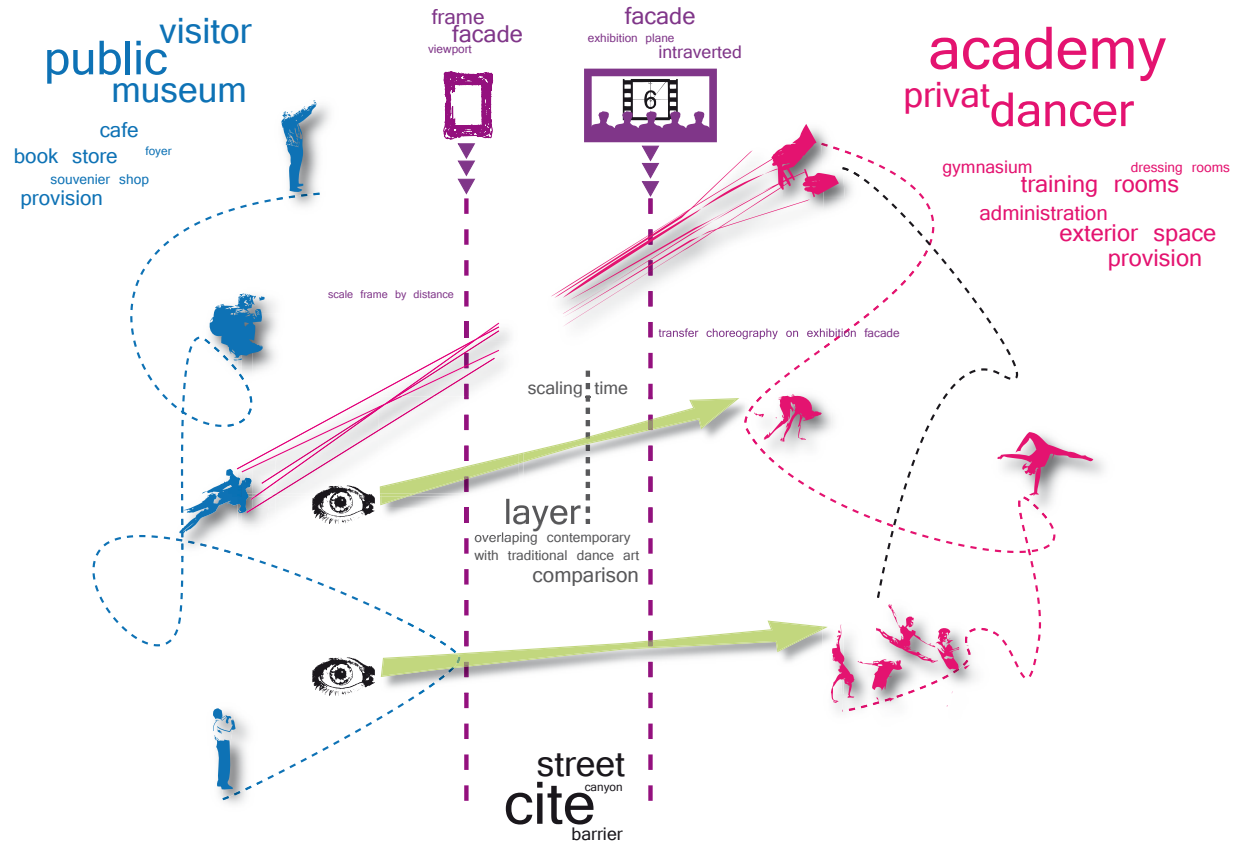 visitor
public
museum
cafe
book store
foyer
souvenier shop
provision
frame
facade
viewport
facade
exhibition plane
intraverted
6
academy
privat
dancer
gymnasium
dressing rooms
training rooms
administration
exterior space
provision
scale frame by distance
transfer choreography on exhibition facade
scaling time
layer
overlaping contemporary
with traditional dance art
comparison
street
canyon
cite
barrier